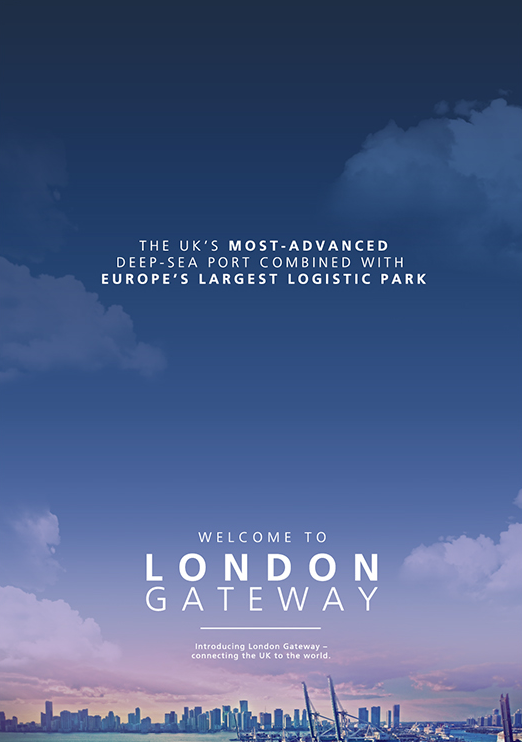 THE UK'S MOST-ADVANCED
DEEP-SEA PORT COMBINED WITH
EUROPE'S LARGEST LOGISTIC PARK
WELCOME TO
LONDON
GATEWAY
Introducing London Gateway –
connecting the UK to the world.